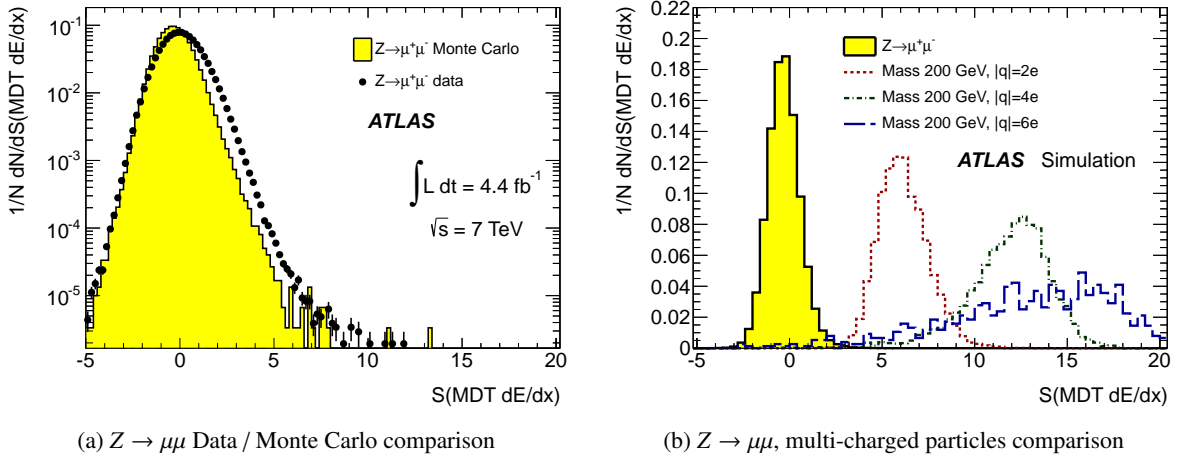 1/N dN/dS(MDT dE/dx)
10⁻¹
10⁻²
10⁻³
10⁻⁴
10⁻⁵
Z→μ⁺μ⁻ Monte Carlo
Z→μ⁺μ⁻ data
ATLAS
∫ L dt = 4.4 fb⁻¹
√s = 7 TeV
-5 0 5 10 15 20
S(MDT dE/dx)
(a) Z → μμ Data / Monte Carlo comparison
1/N dN/dS(MDT dE/dx)
0.22
0.2
0.18
0.16
0.14
0.12
0.1
0.08
0.06
0.04
0.02
0
Z→μ⁺μ⁻
Mass 200 GeV, |q|=2e
Mass 200 GeV, |q|=4e
Mass 200 GeV, |q|=6e
ATLAS Simulation
-5 0 5 10 15 20
S(MDT dE/dx)
(b) Z → μμ, multi-charged particles comparison